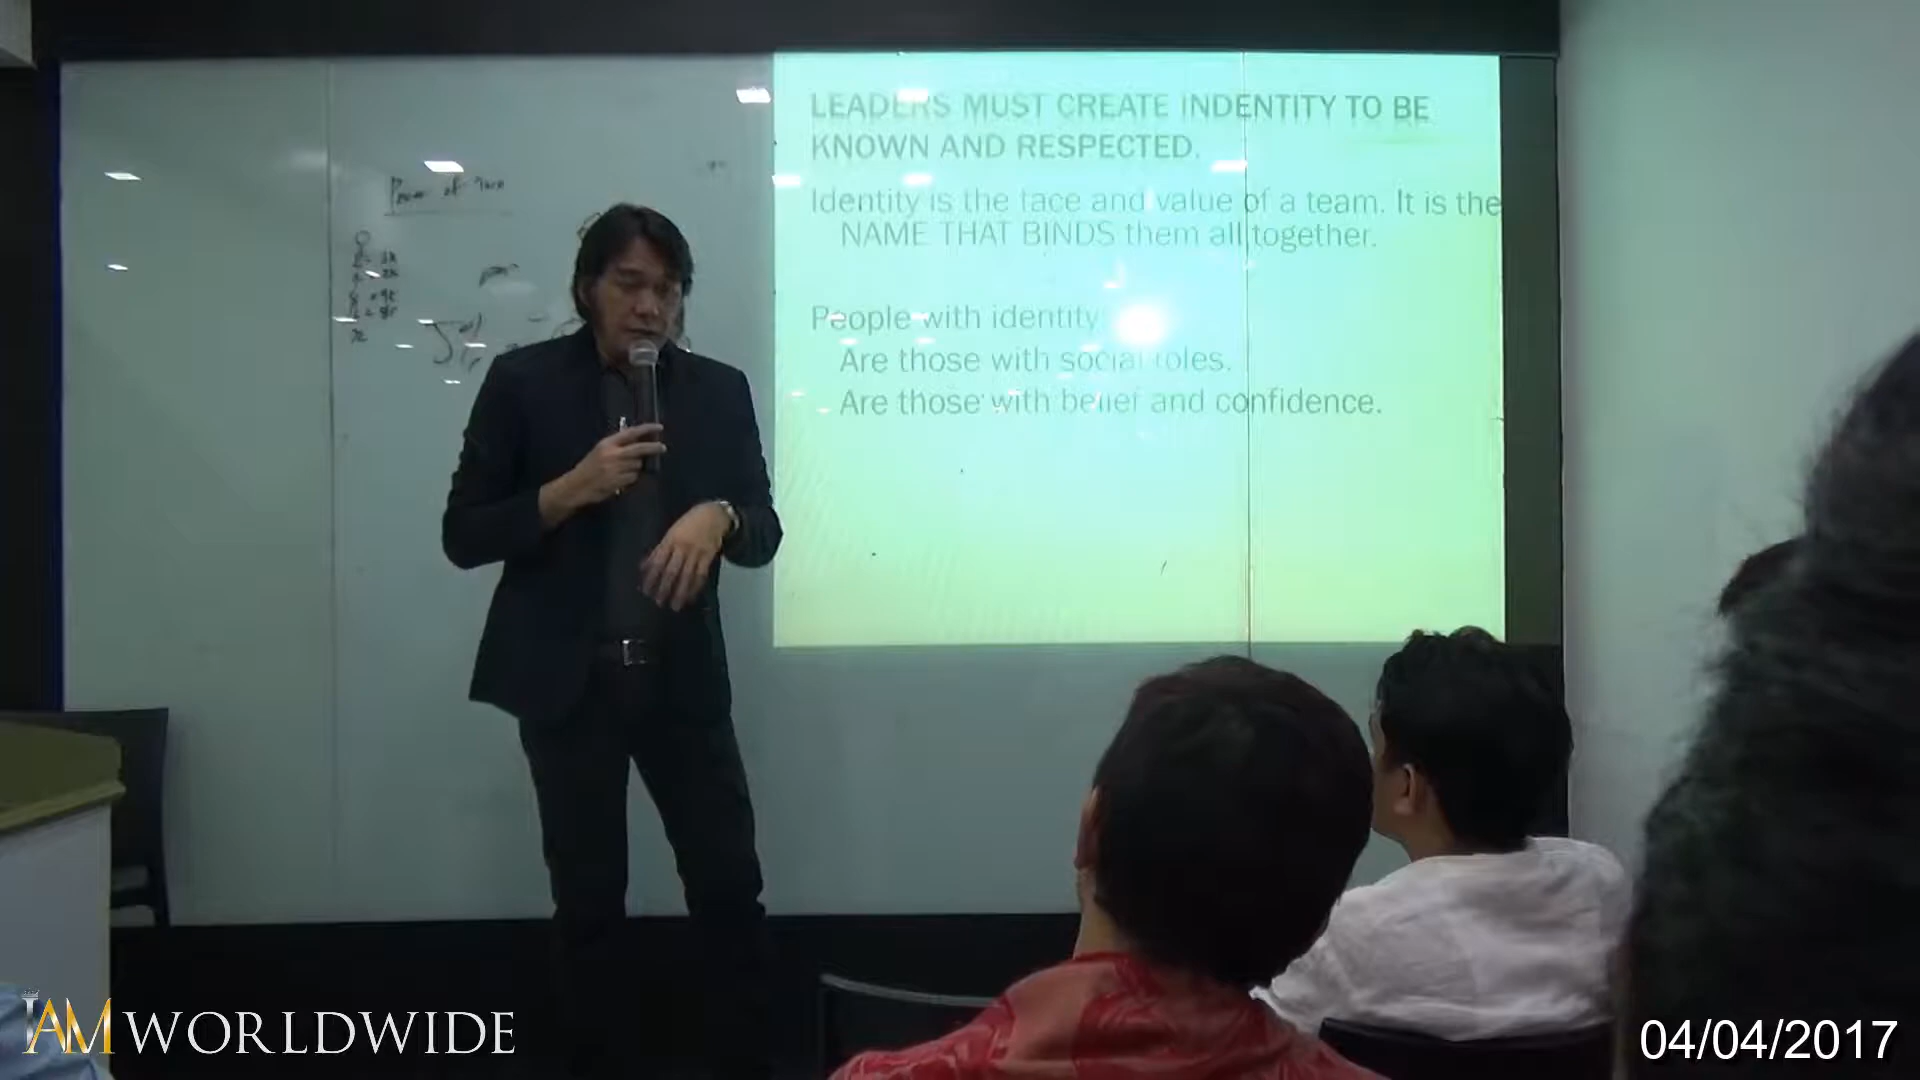 LEADERS MUST CREATE INDENTITY TO BE
KNOWN AND RESPECTED.
Identity is the face and value of a team. It is the
NAME THAT BINDS them all together.
People with identity
Are those with social roles.
Are those with belief and confidence.
Power of
IAM WORLDWIDE
04/04/2017